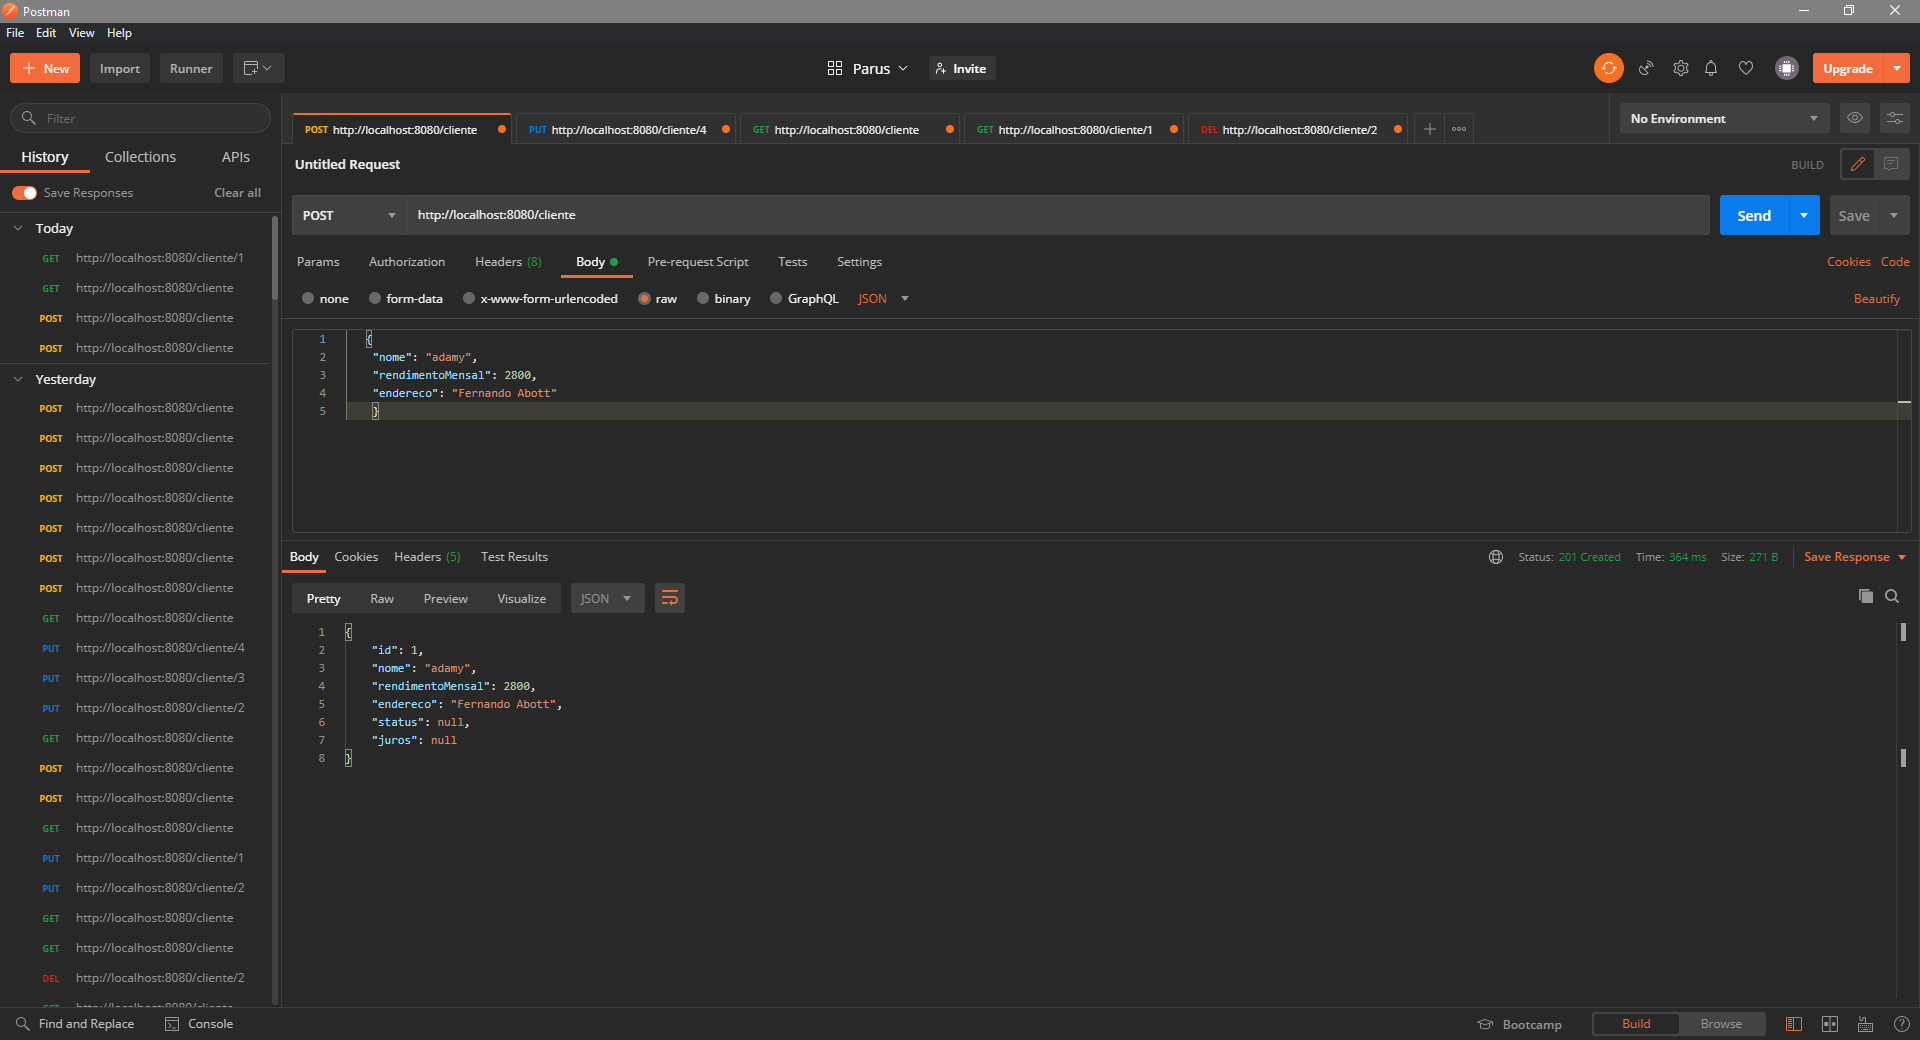 Postman
File Edit View Help
New Import Runner Parus Invite Upgrade
Filter
History Collections APIs
Save Responses Clear all
Today
GET http://localhost:8080/cliente/1
GET http://localhost:8080/cliente
POST http://localhost:8080/cliente
POST http://localhost:8080/cliente
Yesterday
POST http://localhost:8080/cliente
POST http://localhost:8080/cliente
POST http://localhost:8080/cliente
POST http://localhost:8080/cliente
POST http://localhost:8080/cliente
POST http://localhost:8080/cliente
POST http://localhost:8080/cliente
GET http://localhost:8080/cliente
PUT http://localhost:8080/cliente/4
PUT http://localhost:8080/cliente/3
PUT http://localhost:8080/cliente/2
GET http://localhost:8080/cliente
POST http://localhost:8080/cliente
POST http://localhost:8080/cliente
GET http://localhost:8080/cliente
PUT http://localhost:8080/cliente/1
PUT http://localhost:8080/cliente/2
GET http://localhost:8080/cliente
GET http://localhost:8080/cliente
DEL http://localhost:8080/cliente/2
POST http://localhost:8080/cliente PUT http://localhost:8080/cliente/4 GET http://localhost:8080/cliente GET http://localhost:8080/cliente/1 DEL http://localhost:8080/cliente/2 No Environment
Untitled Request BUILD
POST http://localhost:8080/cliente Send Save
Params Authorization Headers (8) Body Pre-request Script Tests Settings Cookies Code
none form-data x-www-form-urlencoded raw binary GraphQL JSON Beautify
1 {
2 "nome": "adamy",
3 "rendimentoMensal": 2800,
4 "endereco": "Fernando Abott"
5 }
Body Cookies Headers (5) Test Results Status: 201 Created Time: 364 ms Size: 271 B Save Response
Pretty Raw Preview Visualize JSON
1 {
2 "id": 1,
3 "nome": "adamy",
4 "rendimentoMensal": 2800,
5 "endereco": "Fernando Abott",
6 "status": null,
7 "juros": null
8 }
Find and Replace Console Bootcamp Build Browse